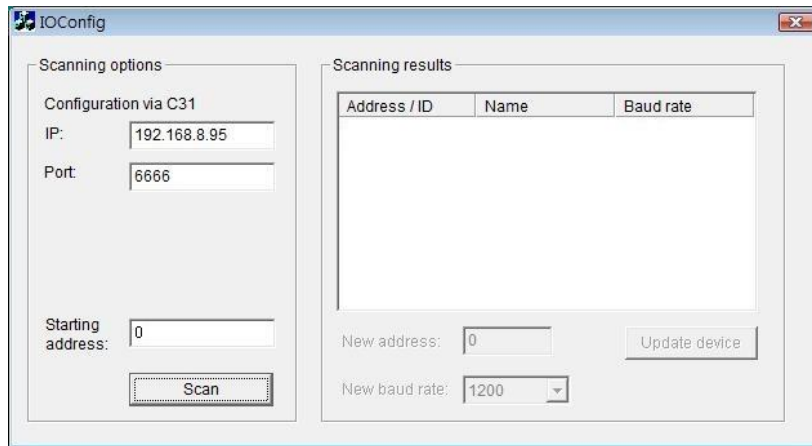 IOConfig
Scanning options
Configuration via C31
IP: 192.168.8.95
Port: 6666
Starting
address: 0
Scan
Scanning results
Address / ID Name Baud rate
New address: 0 Update device
New baud rate: 1200